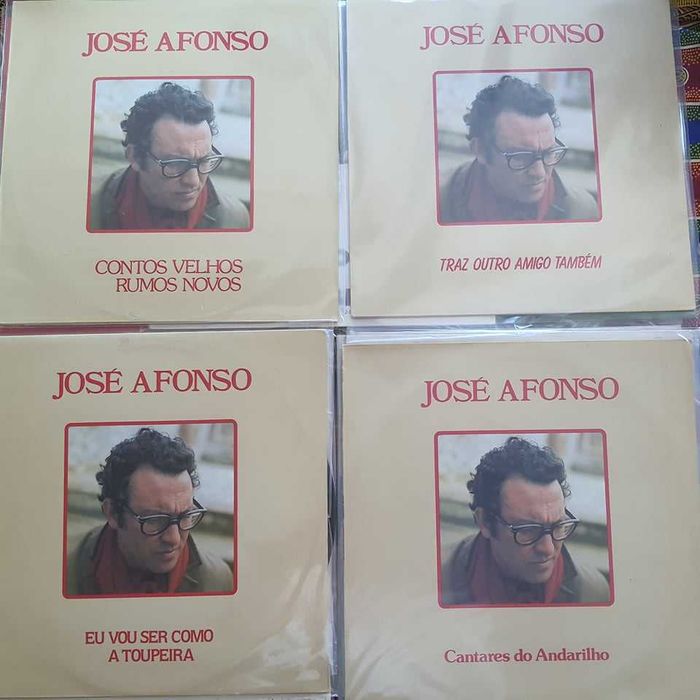 JOSÉ AFONSO
CONTOS VELHOS
RUMOS NOVOS
JOSÉ AFONSO
TRAZ OUTRO AMIGO TAMBÉM
JOSÉ AFONSO
EU VOU SER COMO
A TOUPEIRA
JOSÉ AFONSO
Cantares do Andarilho